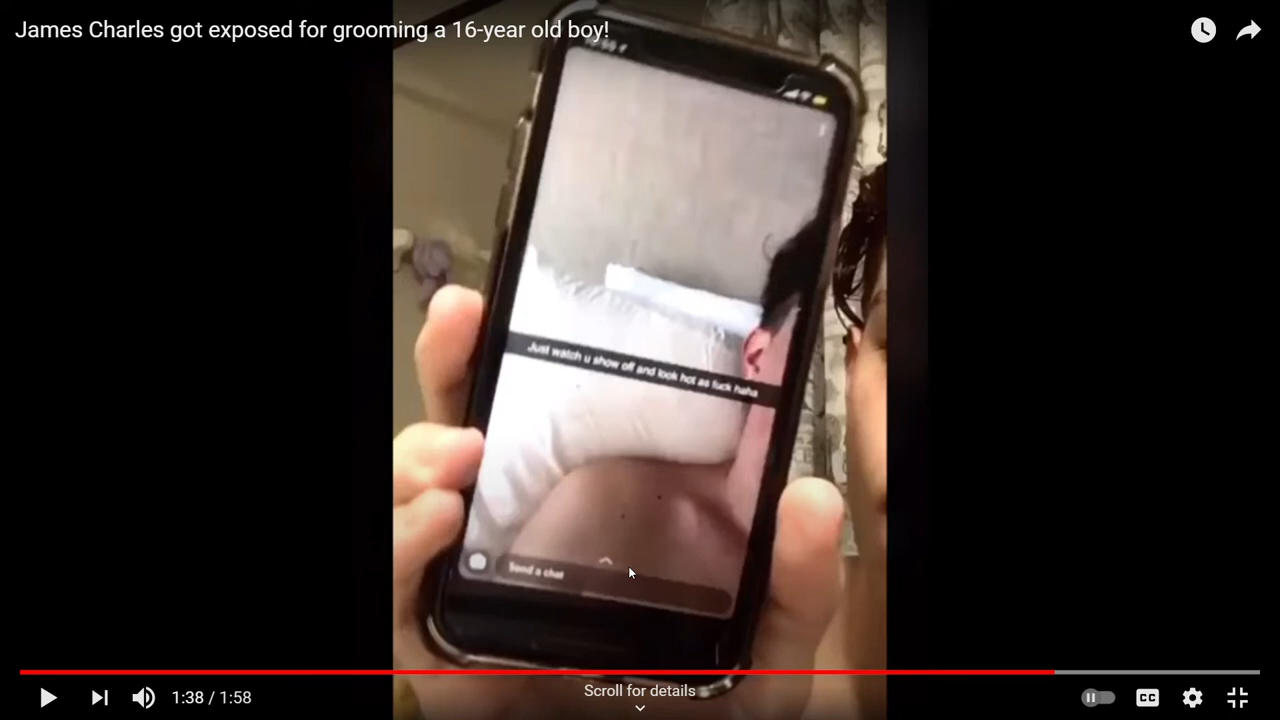 James Charles got exposed for grooming a 16-year old boy!
Just watch u show off and look hot as fuck haha
Send a chat
1:38 / 1:58
Scroll for details
CC